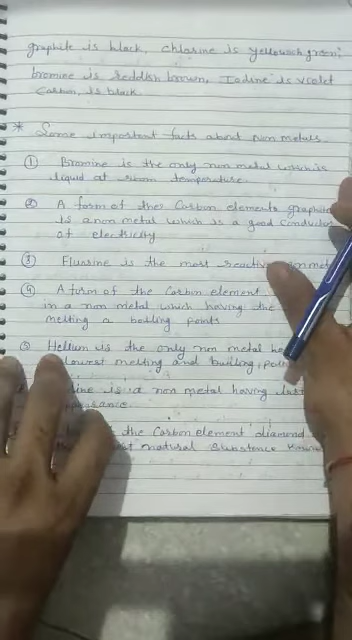 graphite is black, chlorine is yellowish green,
bromine is reddish brown, Iodine is violet
Carbon, is black.
* Some important facts about Non metals.
① Bromine is the only non metal which is
liquid at room temperature.
② A form of the Carbon elements graphite
is a non metal which is a good conductor
of electricity
③ Fluorine is the most reactive
④ A form of the Carbon element
in a non metal which having the
melting & boiling points
⑤ Helium is the only non metal
lowest melting and boiling
is a non metal having
the Carbon element diamond
natural substance